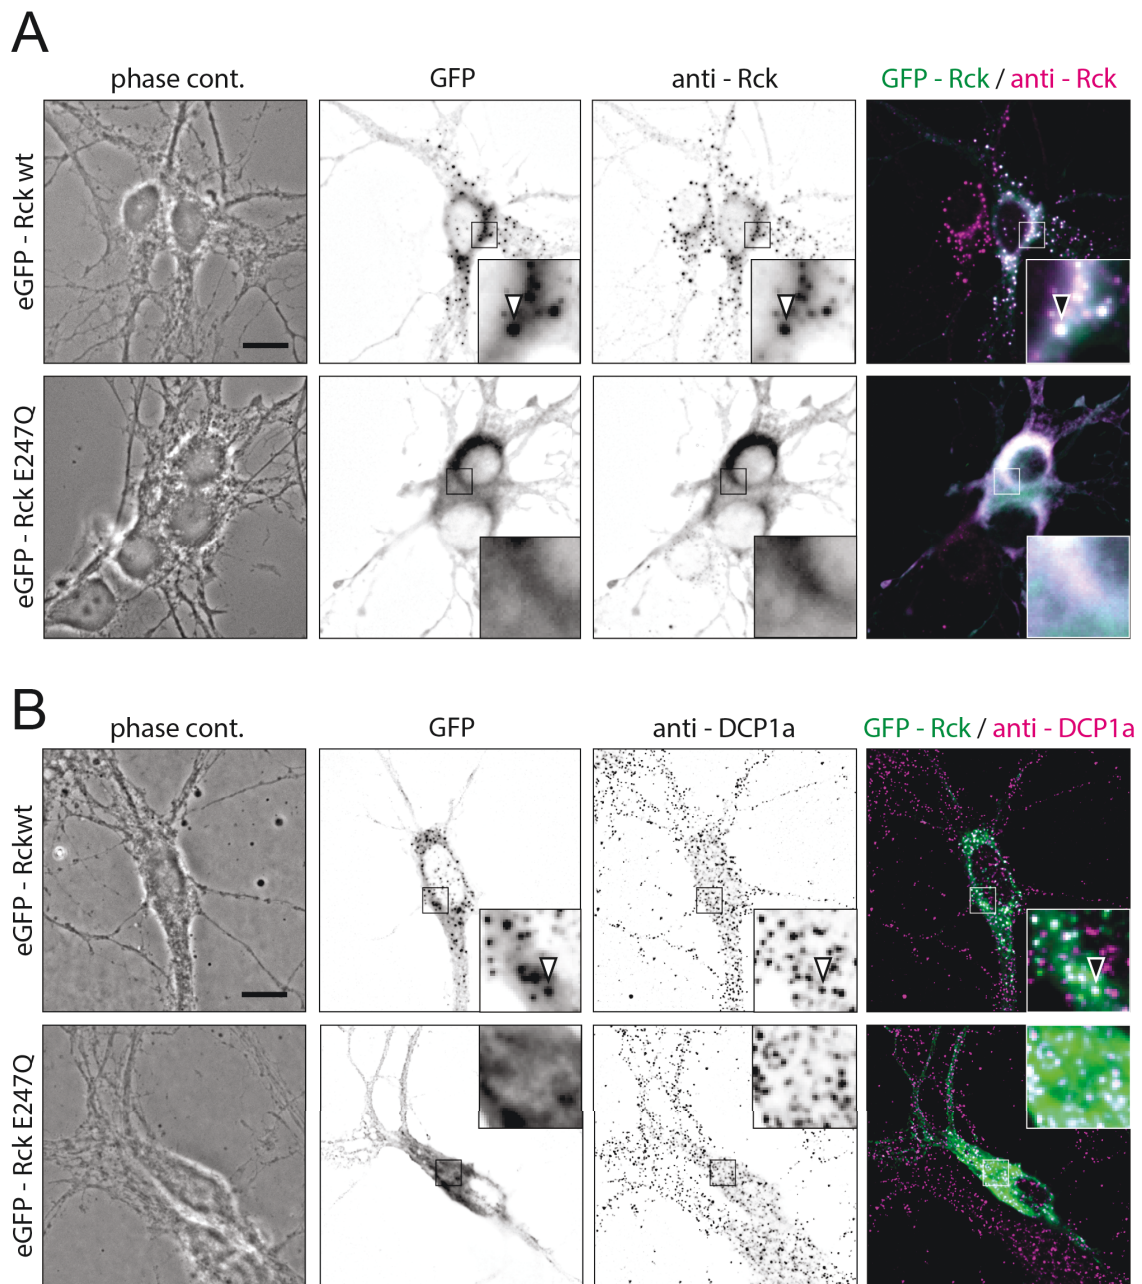 A
phase cont.
GFP
anti - Rck
GFP - Rck / anti - Rck
eGFP - Rck wt
eGFP - Rck E247Q
B
phase cont.
GFP
anti - DCP1a
GFP - Rck / anti - DCP1a
eGFP - Rckwt
eGFP - Rck E247Q